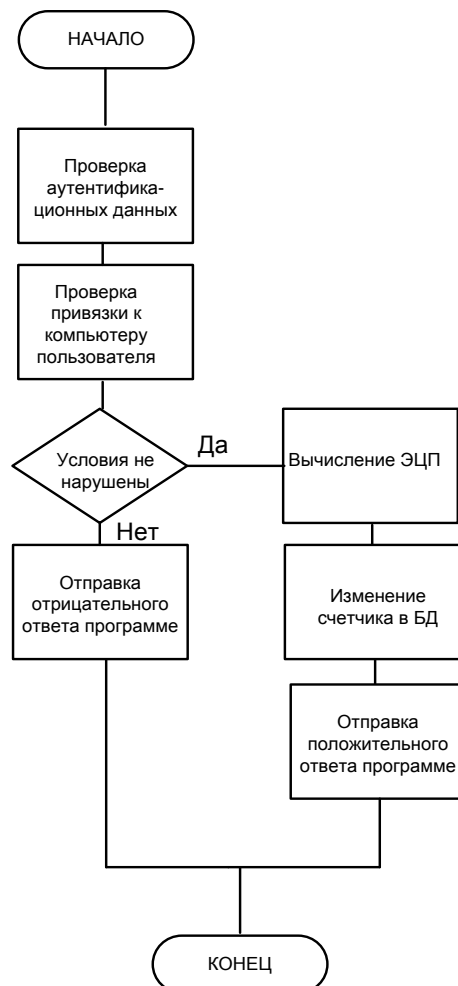 НАЧАЛО
Проверка
аутентифика-
ционных данных
Проверка
привязки к
компьютеру
пользователя
Условия не
нарушены
Да
Вычисление ЭЦП
Нет
Отправка
отрицательного
ответа программе
Изменение
счетчика в БД
Отправка
положительного
ответа программе
КОНЕЦ